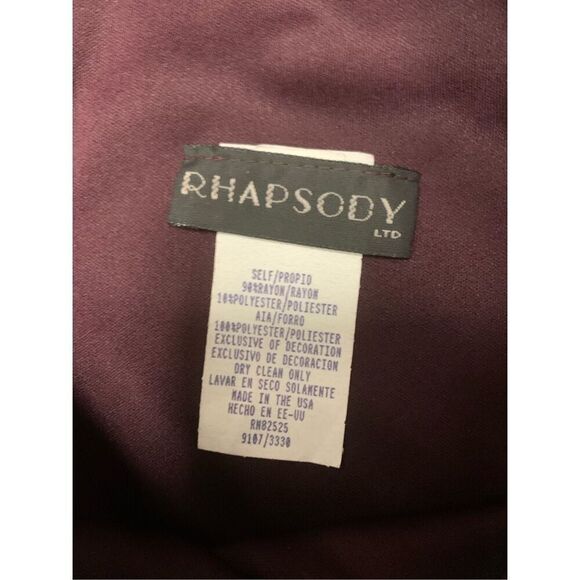 RHAPSODY
LTD
SELF/PROPIO
90%RAYON/RAYON
10%POLYESTER/POLIESTER
AIA/FORRO
100%POLYESTER/POLIESTER
EXCLUSIVE OF DECORATION
EXCLUSIVO DE DECORACION
DRY CLEAN ONLY
LAVAR EN SECO SOLAMENTE
MADE IN THE USA
HECHO EN EE-UU
RN82525
9107/3330